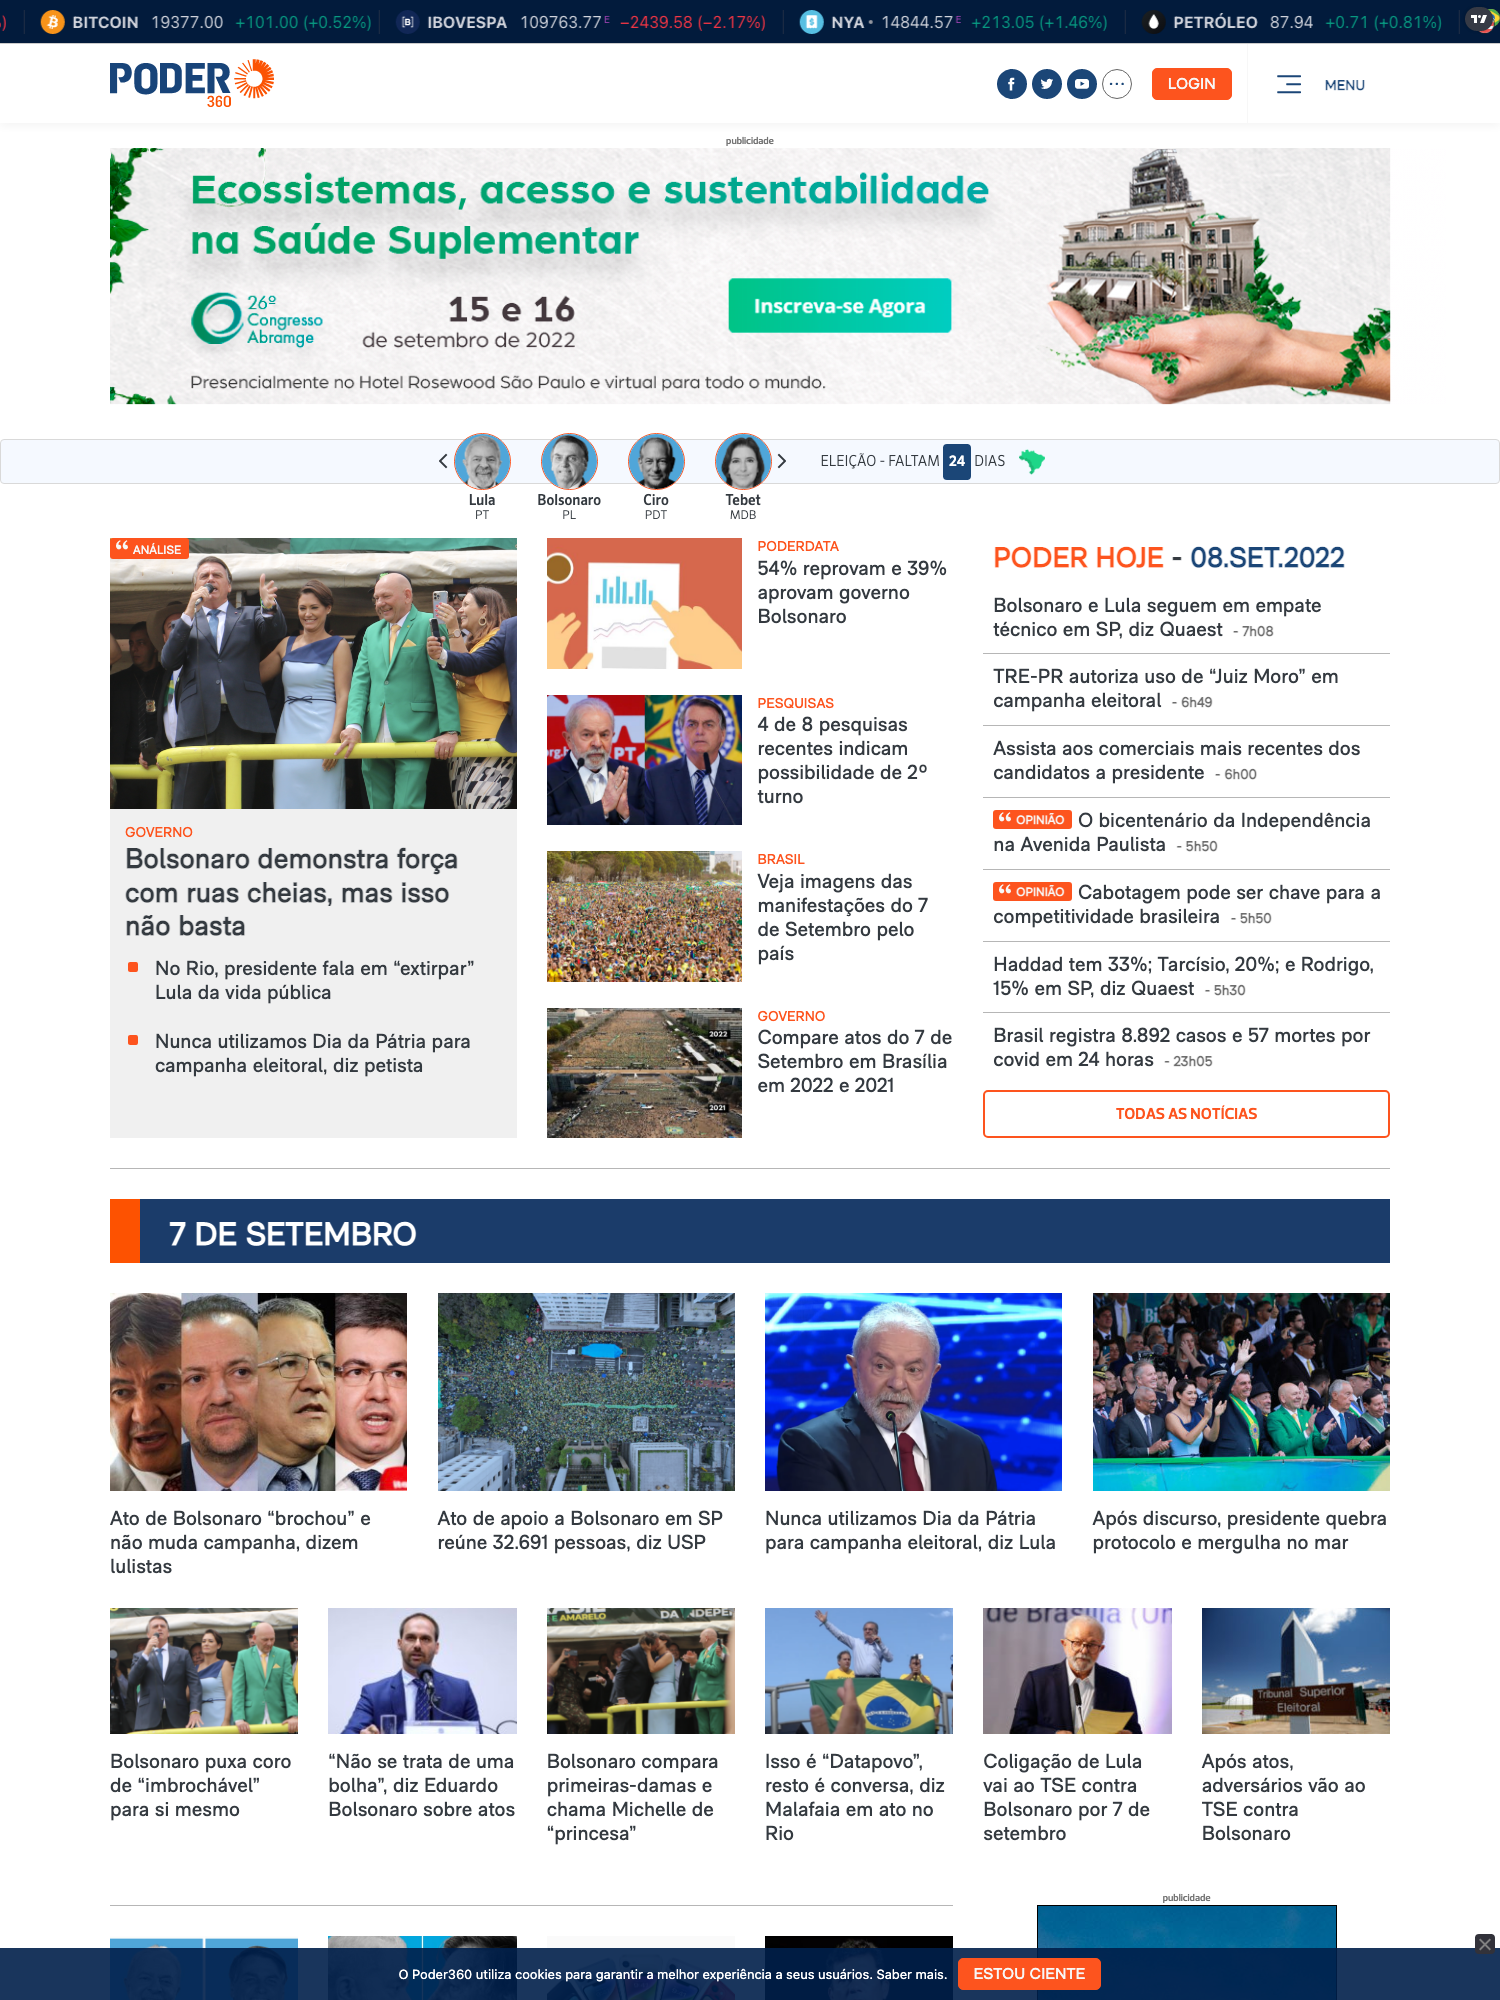 BITCOIN 19377.00 +101.00 (+0.52%)
IBOVESPA 109763.77 E −2439.58 (−2.17%)
NYA 14844.57 E +213.05 (+1.46%)
PETRÓLEO 87.94 +0.71 (+0.81%)
PODER
360
LOGIN
MENU
publicidade
Ecossistemas, acesso e sustentabilidade
na Saúde Suplementar
26º
Congresso
Abramge
15 e 16
de setembro de 2022
Inscreva-se Agora
Presencialmente no Hotel Rosewood São Paulo e virtual para todo o mundo.
Lula
PT
Bolsonaro
PL
Ciro
PDT
Tebet
MDB
ELEIÇÃO - FALTAM 24 DIAS
“ ANÁLISE
GOVERNO
Bolsonaro demonstra força
com ruas cheias, mas isso
não basta
No Rio, presidente fala em “extirpar”
Lula da vida pública
Nunca utilizamos Dia da Pátria para
campanha eleitoral, diz petista
PODERDATA
54% reprovam e 39%
aprovam governo
Bolsonaro
PESQUISAS
4 de 8 pesquisas
recentes indicam
possibilidade de 2º
turno
BRASIL
Veja imagens das
manifestações do 7
de Setembro pelo
país
2022
2021
GOVERNO
Compare atos do 7 de
Setembro em Brasília
em 2022 e 2021
PODER HOJE - 08.SET.2022
Bolsonaro e Lula seguem em empate
técnico em SP, diz Quaest - 7h08
TRE-PR autoriza uso de “Juiz Moro” em
campanha eleitoral - 6h49
Assista aos comerciais mais recentes dos
candidatos a presidente - 6h00
“ OPINIÃO O bicentenário da Independência
na Avenida Paulista - 5h50
“ OPINIÃO Cabotagem pode ser chave para a
competitividade brasileira - 5h50
Haddad tem 33%; Tarcísio, 20%; e Rodrigo,
15% em SP, diz Quaest - 5h30
Brasil registra 8.892 casos e 57 mortes por
covid em 24 horas - 23h05
TODAS AS NOTÍCIAS
7 DE SETEMBRO
Ato de Bolsonaro “brochou” e
não muda campanha, dizem
lulistas
Ato de apoio a Bolsonaro em SP
reúne 32.691 pessoas, diz USP
Nunca utilizamos Dia da Pátria
para campanha eleitoral, diz Lula
Após discurso, presidente quebra
protocolo e mergulha no mar
Bolsonaro puxa coro
de “imbrochável”
para si mesmo
“Não se trata de uma
bolha”, diz Eduardo
Bolsonaro sobre atos
E AMARELO
Bolsonaro compara
primeiras-damas e
chama Michelle de
“princesa”
Isso é “Datapovo”,
resto é conversa, diz
Malafaia em ato no
Rio
de Brasília
Coligação de Lula
vai ao TSE contra
Bolsonaro por 7 de
setembro
Tribunal Superior
Eleitoral
Após atos,
adversários vão ao
TSE contra
Bolsonaro
publicidade
O Poder360 utiliza cookies para garantir a melhor experiência a seus usuários. Saber mais.
ESTOU CIENTE